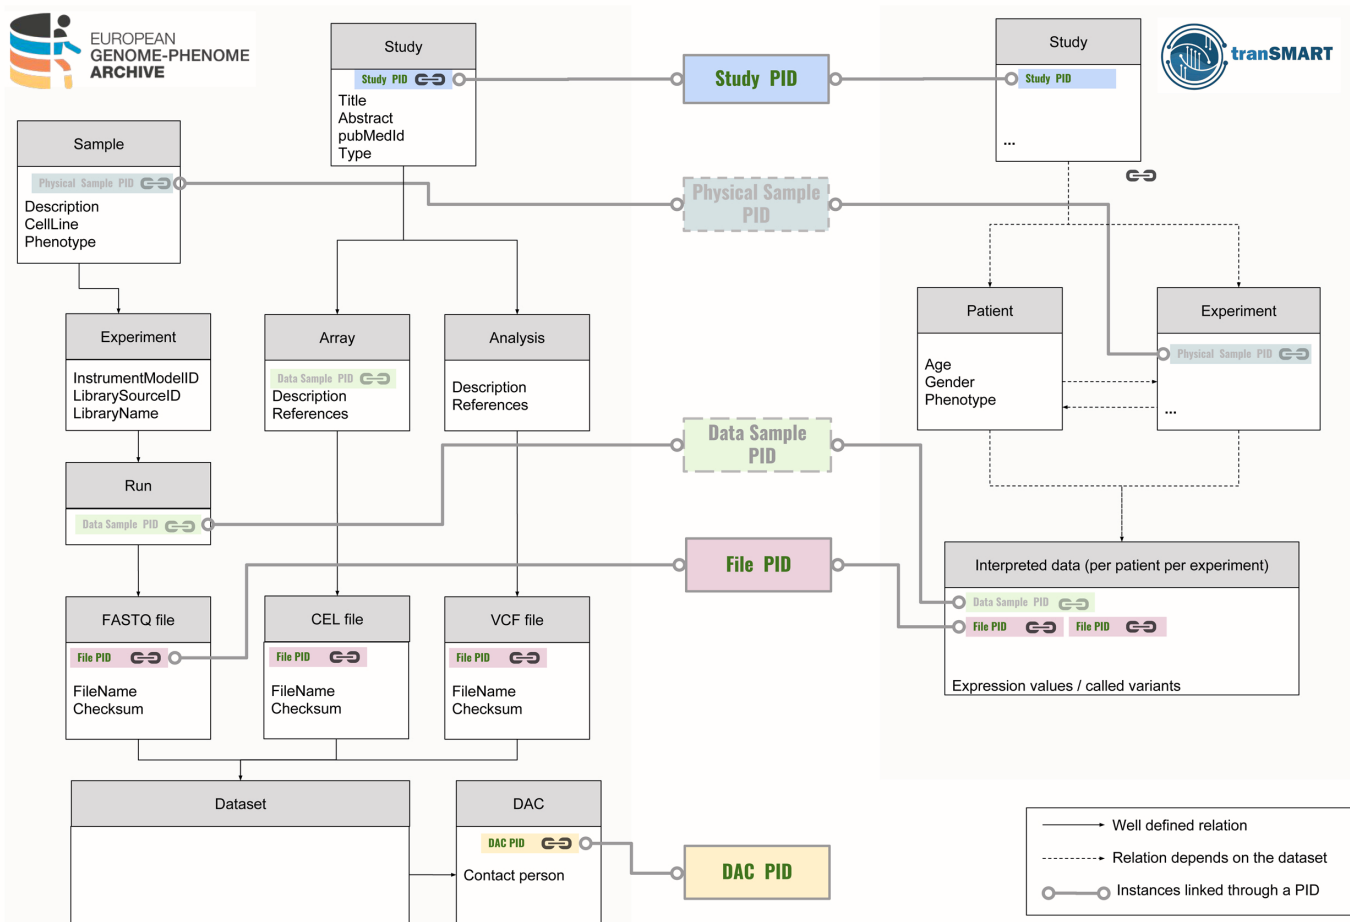 EUROPEAN
GENOME-PHENOME
ARCHIVE
Study
Study PID
Title
Abstract
pubMedId
Type
Sample
Physical Sample PID
Description
CellLine
Phenotype
Experiment
InstrumentModelID
LibrarySourceID
LibraryName
Array
Data Sample PID
Description
References
Analysis
Description
References
Run
Data Sample PID
FASTQ file
File PID
FileName
Checksum
CEL file
File PID
FileName
Checksum
VCF file
File PID
FileName
Checksum
Dataset
DAC
DAC PID
Contact person
Study PID
Physical Sample
PID
Data Sample
PID
File PID
DAC PID
tranSMART
Study
Study PID
...
Patient
Age
Gender
Phenotype
Experiment
Physical Sample PID
...
Interpreted data (per patient per experiment)
Data Sample PID
File PID File PID
Expression values / called variants
Well defined relation
Relation depends on the dataset
Instances linked through a PID